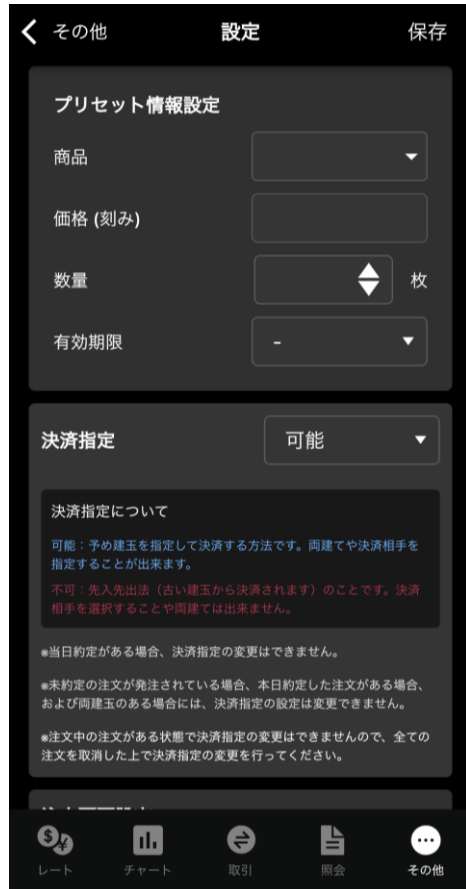 その他
設定
保存
プリセット情報設定
商品
価格 (刻み)
数量
枚
有効期限
-
決済指定
可能
決済指定について
可能：予め建玉を指定して決済する方法です。両建てや決済相手を
指定することが出来ます。
不可：先入先出法（古い建玉から決済されます）のことです。決済
相手を選択することや両建ては出来ません。
※当日約定がある場合、決済指定の変更はできません。
※未約定の注文が発注されている場合、本日約定した注文がある場合、
および両建玉のある場合には、決済指定の設定は変更できません。
※注文中の注文がある状態で決済指定の変更はできませんので、全ての
注文を取消した上で決済指定の変更を行ってください。
レート
チャート
取引
照会
その他